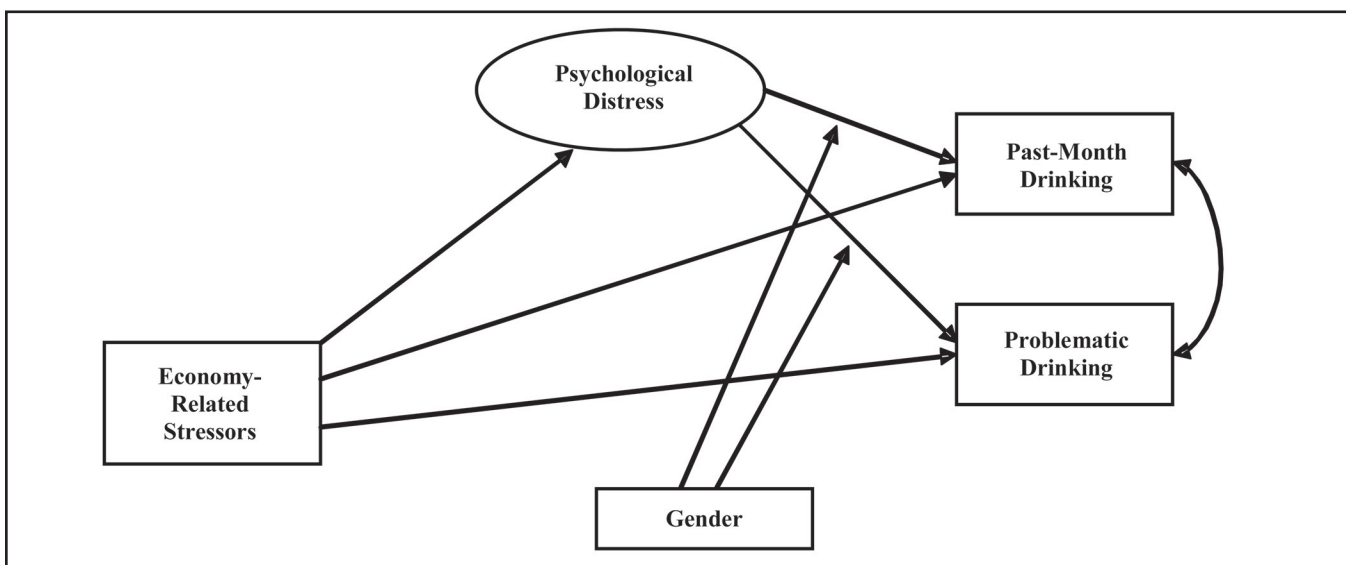 Psychological
Distress
Past-Month
Drinking
Problematic
Drinking
Economy-
Related
Stressors
Gender